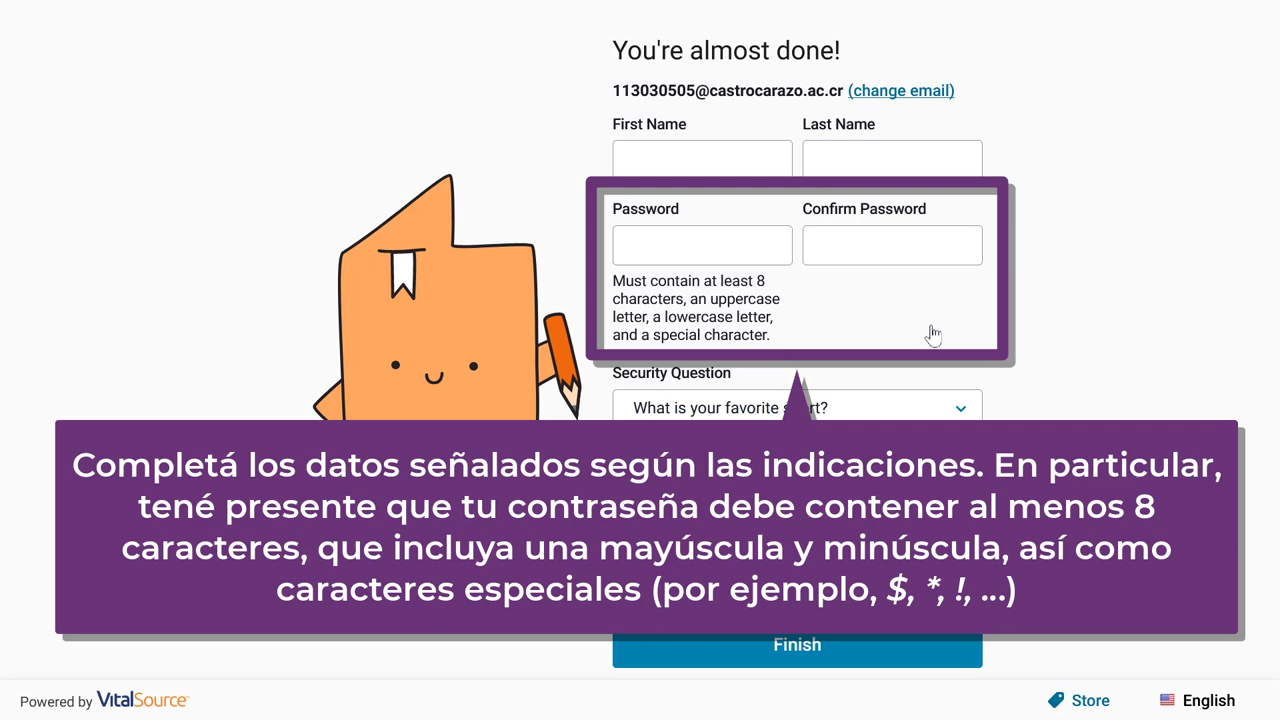 You're almost done!
113030505@castrocarazo.ac.cr (change email)
First Name Last Name
Password Confirm Password
Must contain at least 8
characters, an uppercase
letter, a lowercase letter,
and a special character.
Security Question
What is your favorite rt?
Completá los datos señalados según las indicaciones. En particular,
tené presente que tu contraseña debe contener al menos 8
caracteres, que incluya una mayúscula y minúscula, así como
caracteres especiales (por ejemplo, $, *, !, ...)
Finish
Powered by VitalSource Store English